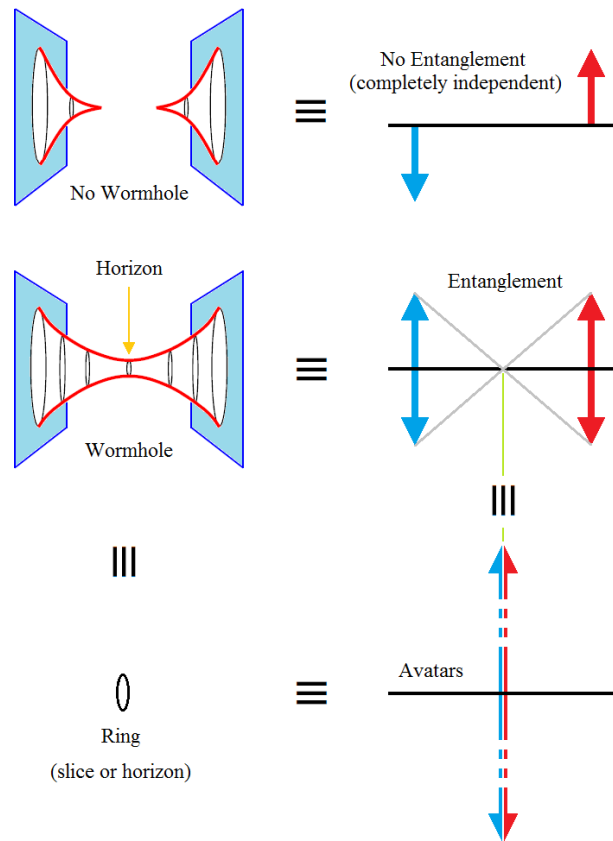 No Entanglement
(completely independent)
No Wormhole
Horizon
Entanglement
Wormhole
Avatars
Ring
(slice or horizon)